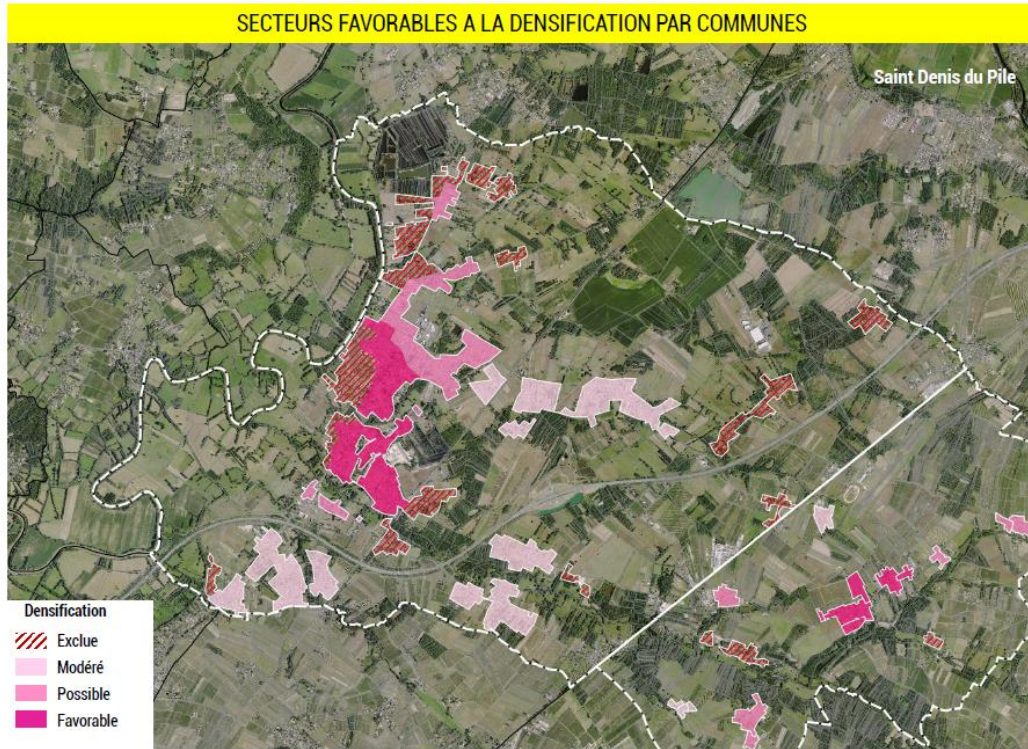 SECTEURS FAVORABLES A LA DENSIFICATION PAR COMMUNES
Saint Denis du Pile
Densification
Exclue
Modéré
Possible
Favorable